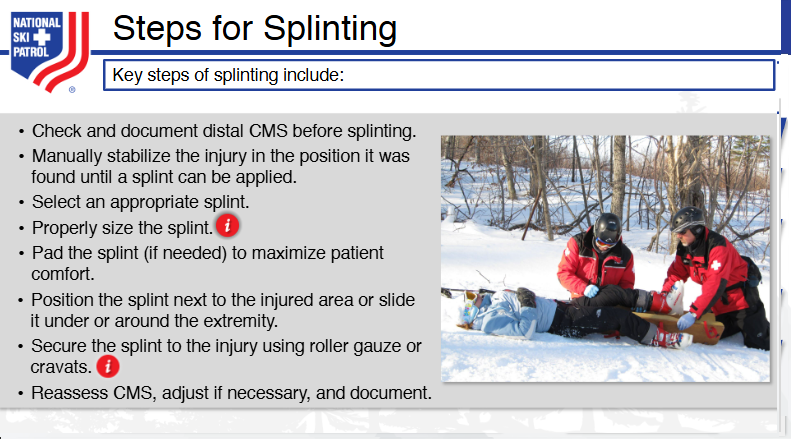 NATIONAL
SKI
PATROL
®
Steps for Splinting
Key steps of splinting include:
• Check and document distal CMS before splinting.
• Manually stabilize the injury in the position it was
found until a splint can be applied.
• Select an appropriate splint.
• Properly size the splint. i
• Pad the splint (if needed) to maximize patient
comfort.
• Position the splint next to the injured area or slide
it under or around the extremity.
• Secure the splint to the injury using roller gauze or
cravats. i
• Reassess CMS, adjust if necessary, and document.